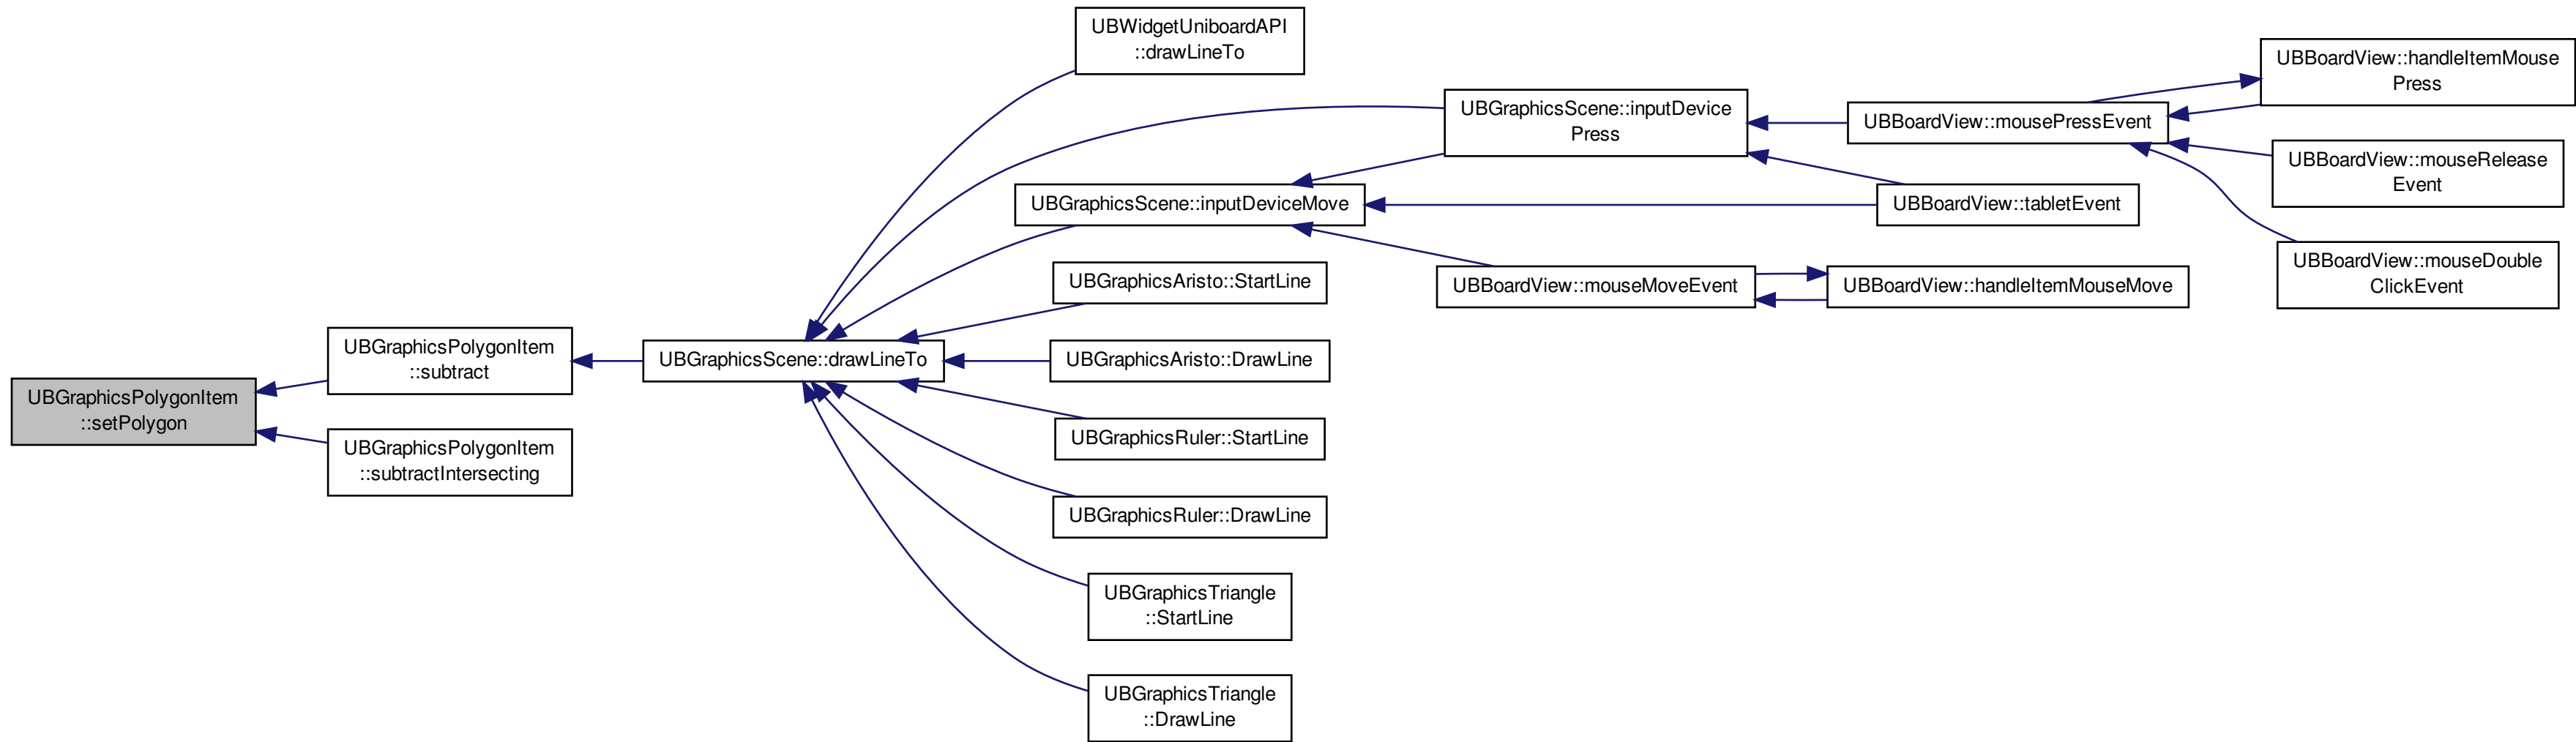 UBGraphicsPolygonItem
::setPolygon
UBGraphicsPolygonItem
::subtract
UBGraphicsPolygonItem
::subtractIntersecting
UBGraphicsScene::drawLineTo
UBWidgetUniboardAPI
::drawLineTo
UBGraphicsScene::inputDevice
Press
UBGraphicsScene::inputDeviceMove
UBGraphicsAristo::StartLine
UBGraphicsAristo::DrawLine
UBGraphicsRuler::StartLine
UBGraphicsRuler::DrawLine
UBGraphicsTriangle
::StartLine
UBGraphicsTriangle
::DrawLine
UBBoardView::mousePressEvent
UBBoardView::tabletEvent
UBBoardView::mouseMoveEvent
UBBoardView::handleItemMouseMove
UBBoardView::handleItemMouse
Press
UBBoardView::mouseRelease
Event
UBBoardView::mouseDouble
ClickEvent